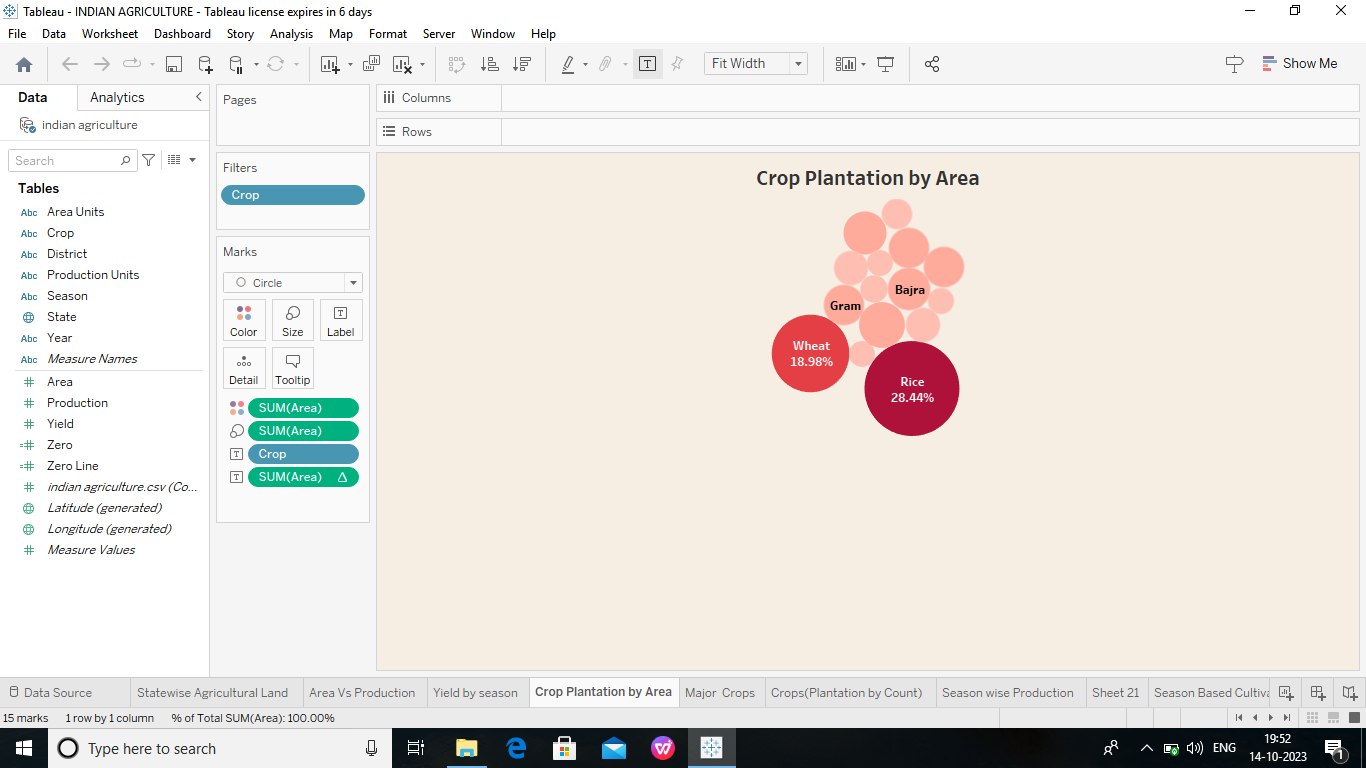 Tableau - INDIAN AGRICULTURE - Tableau license expires in 6 days
File Data Worksheet Dashboard Story Analysis Map Format Server Window Help
Fit Width
Show Me
Data Analytics
indian agriculture
Search
Tables
Abc Area Units
Abc Crop
Abc District
Abc Production Units
Abc Season
State
Abc Year
Abc Measure Names
Area
Production
Yield
Zero
Zero Line
indian agriculture.csv (Co...
Latitude (generated)
Longitude (generated)
Measure Values
Pages
Filters
Crop
Marks
Circle
Color Size Label
Detail Tooltip
SUM(Area)
SUM(Area)
Crop
SUM(Area) Δ
Columns
Rows
Crop Plantation by Area
Bajra
Gram
Wheat
18.98%
Rice
28.44%
Data Source Statewise Agricultural Land Area Vs Production Yield by season Crop Plantation by Area Major Crops Crops(Plantation by Count) Season wise Production Sheet 21 Season Based Cultiva
15 marks 1 row by 1 column % of Total SUM(Area): 100.00%
Type here to search
ENG
19:52
14-10-2023
1